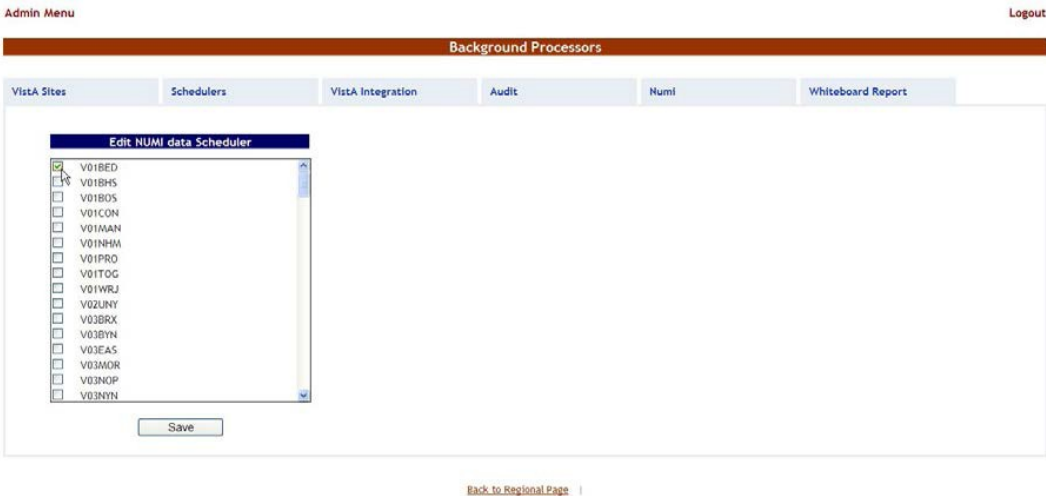 Admin Menu Logout
Background Processors
VistA Sites Schedulers VistA Integration Audit Numi Whiteboard Report
Edit NUMI data Scheduler
V01BED
V01BHS
V01BOS
V01CON
V01MAN
V01NHM
V01PRO
V01TOG
V01WRJ
V02UNY
V03BRX
V03BYN
V03EAS
V03MOR
V03NOP
V03NYN
Save
Back to Regional Page |